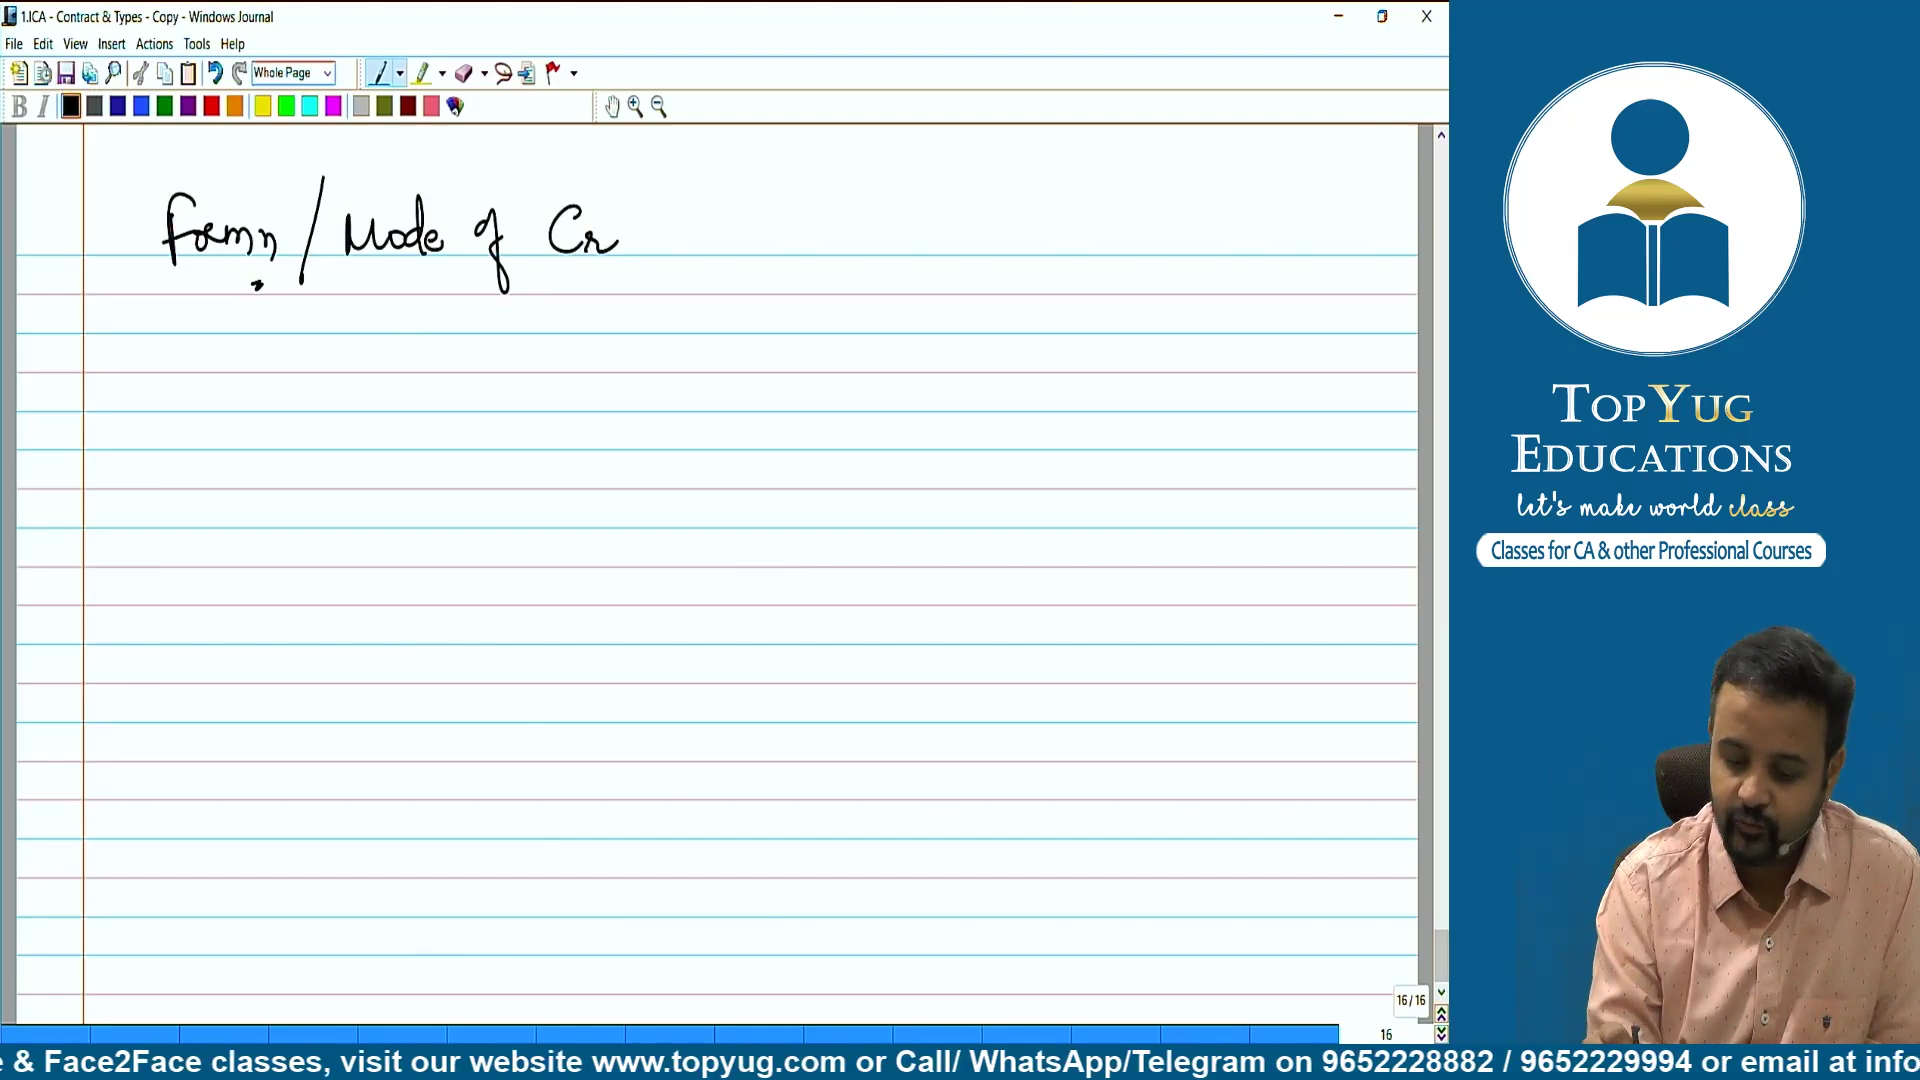 1.ICA - Contract & Types - Copy - Windows Journal
File Edit View Insert Actions Tools Help
Whole Page
B I
Formn / Mode of Cr
16 / 16
16
TOPYUG
EDUCATIONS
let's make world class
Classes for CA & other Professional Courses
e & Face2Face classes, visit our website www.topyug.com or Call/ WhatsApp/Telegram on 9652228882 / 9652229994 or email at info